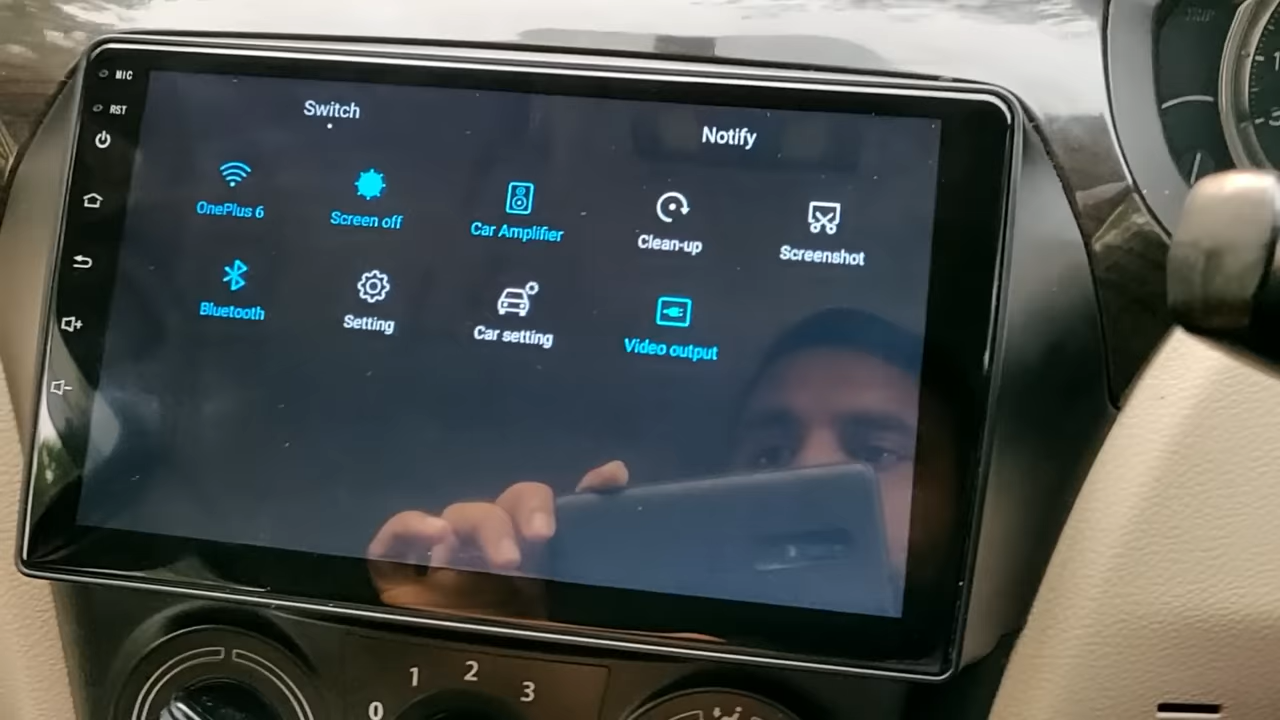 MIC
RST
Switch
Notify
OnePlus 6
Screen off
Car Amplifier
Clean-up
Screenshot
Bluetooth
Setting
Car setting
Video output
TRIP
0 1 2 3